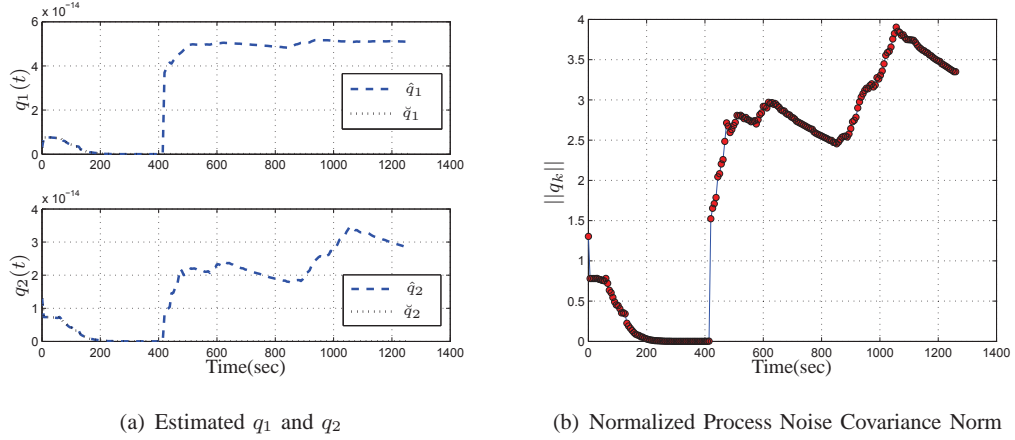 x 10^-14
6
4
2
0
q1(t)
0 200 400 600 800 1000 1200 1400
q̂1
q̆1
x 10^-14
4
3
2
1
0
q2(t)
0 200 400 600 800 1000 1200 1400
Time(sec)
q̂2
q̆2
(a) Estimated q1 and q2
4
3.5
3
2.5
2
1.5
1
0.5
0
||qk||
0 200 400 600 800 1000 1200 1400
Time(sec)
(b) Normalized Process Noise Covariance Norm